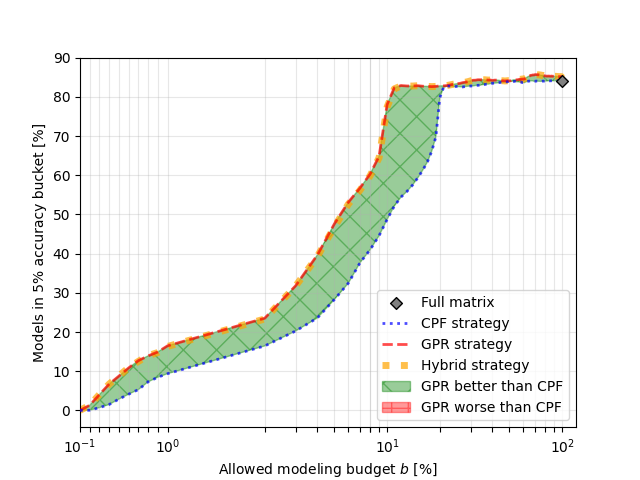 90
80
70
60
50
40
30
20
10
0
Models in 5% accuracy bucket [%]
Full matrix
CPF strategy
GPR strategy
Hybrid strategy
GPR better than CPF
GPR worse than CPF
10⁻¹ 10⁰ 10¹ 10²
Allowed modeling budget b [%]